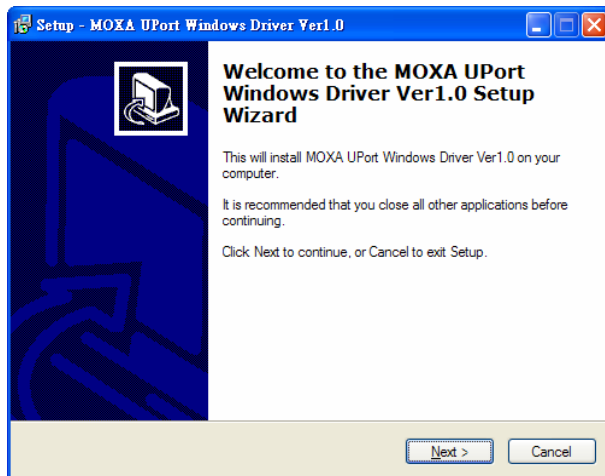 Setup - MOXA UPort Windows Driver Ver1.0
Welcome to the MOXA UPort
Windows Driver Ver1.0 Setup
Wizard
This will install MOXA UPort Windows Driver Ver1.0 on your
computer.
It is recommended that you close all other applications before
continuing.
Click Next to continue, or Cancel to exit Setup.
Next >
Cancel